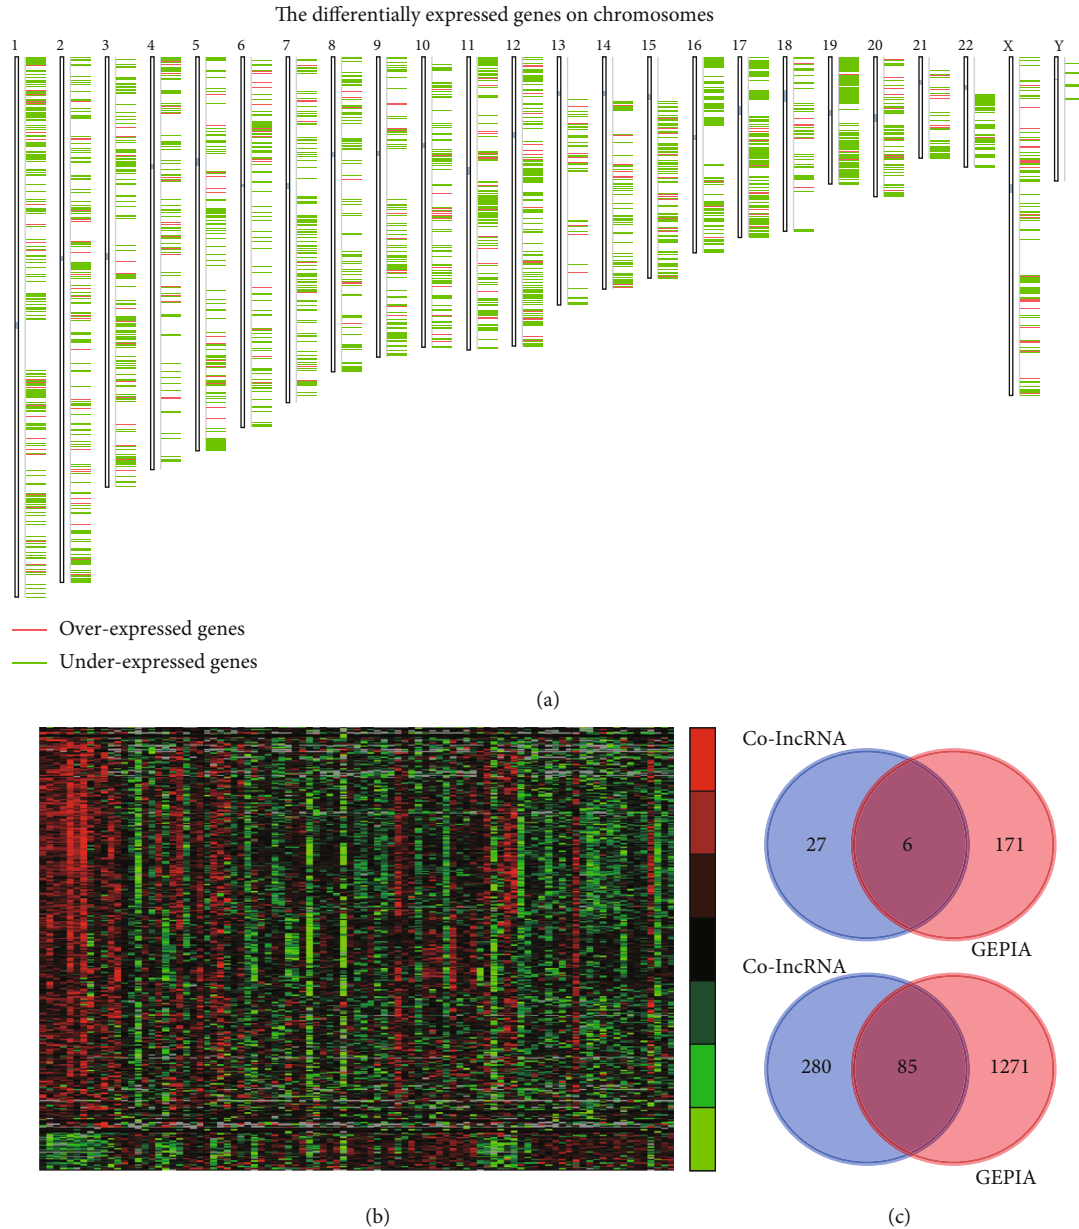 The differentially expressed genes on chromosomes
1 2 3 4 5 6 7 8 9 10 11 12 13 14 15 16 17 18 19 20 21 22 X Y
Over-expressed genes
Under-expressed genes
(a)
Co-IncRNA
27 6 171
GEPIA
Co-IncRNA
280 85 1271
GEPIA
(b)
(c)